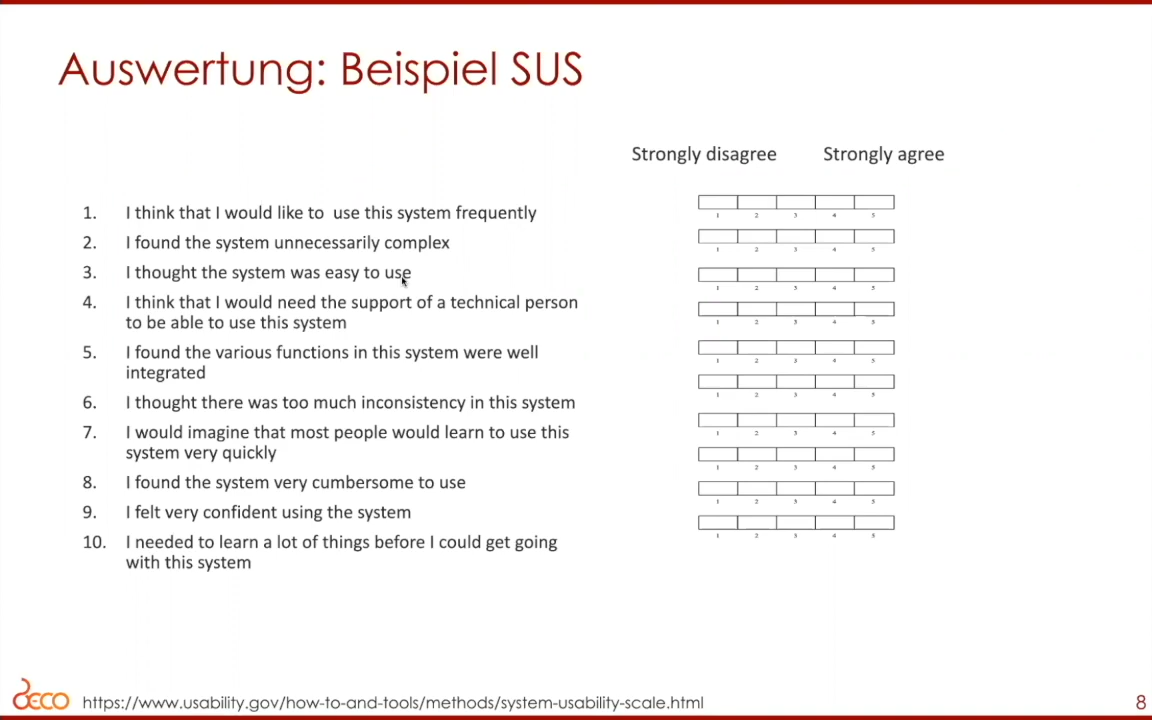 Auswertung: Beispiel SUS
Strongly disagree Strongly agree
1. I think that I would like to use this system frequently
2. I found the system unnecessarily complex
3. I thought the system was easy to use
4. I think that I would need the support of a technical person
to be able to use this system
5. I found the various functions in this system were well
integrated
6. I thought there was too much inconsistency in this system
7. I would imagine that most people would learn to use this
system very quickly
8. I found the system very cumbersome to use
9. I felt very confident using the system
10. I needed to learn a lot of things before I could get going
with this system
1 2 3 4 5
1 2 3 4 5
1 2 3 4 5
1 2 3 4 5
1 2 3 4 5
1 2 3 4 5
1 2 3 4 5
1 2 3 4 5
1 2 3 4 5
1 2 3 4 5
DECO https://www.usability.gov/how-to-and-tools/methods/system-usability-scale.html 8